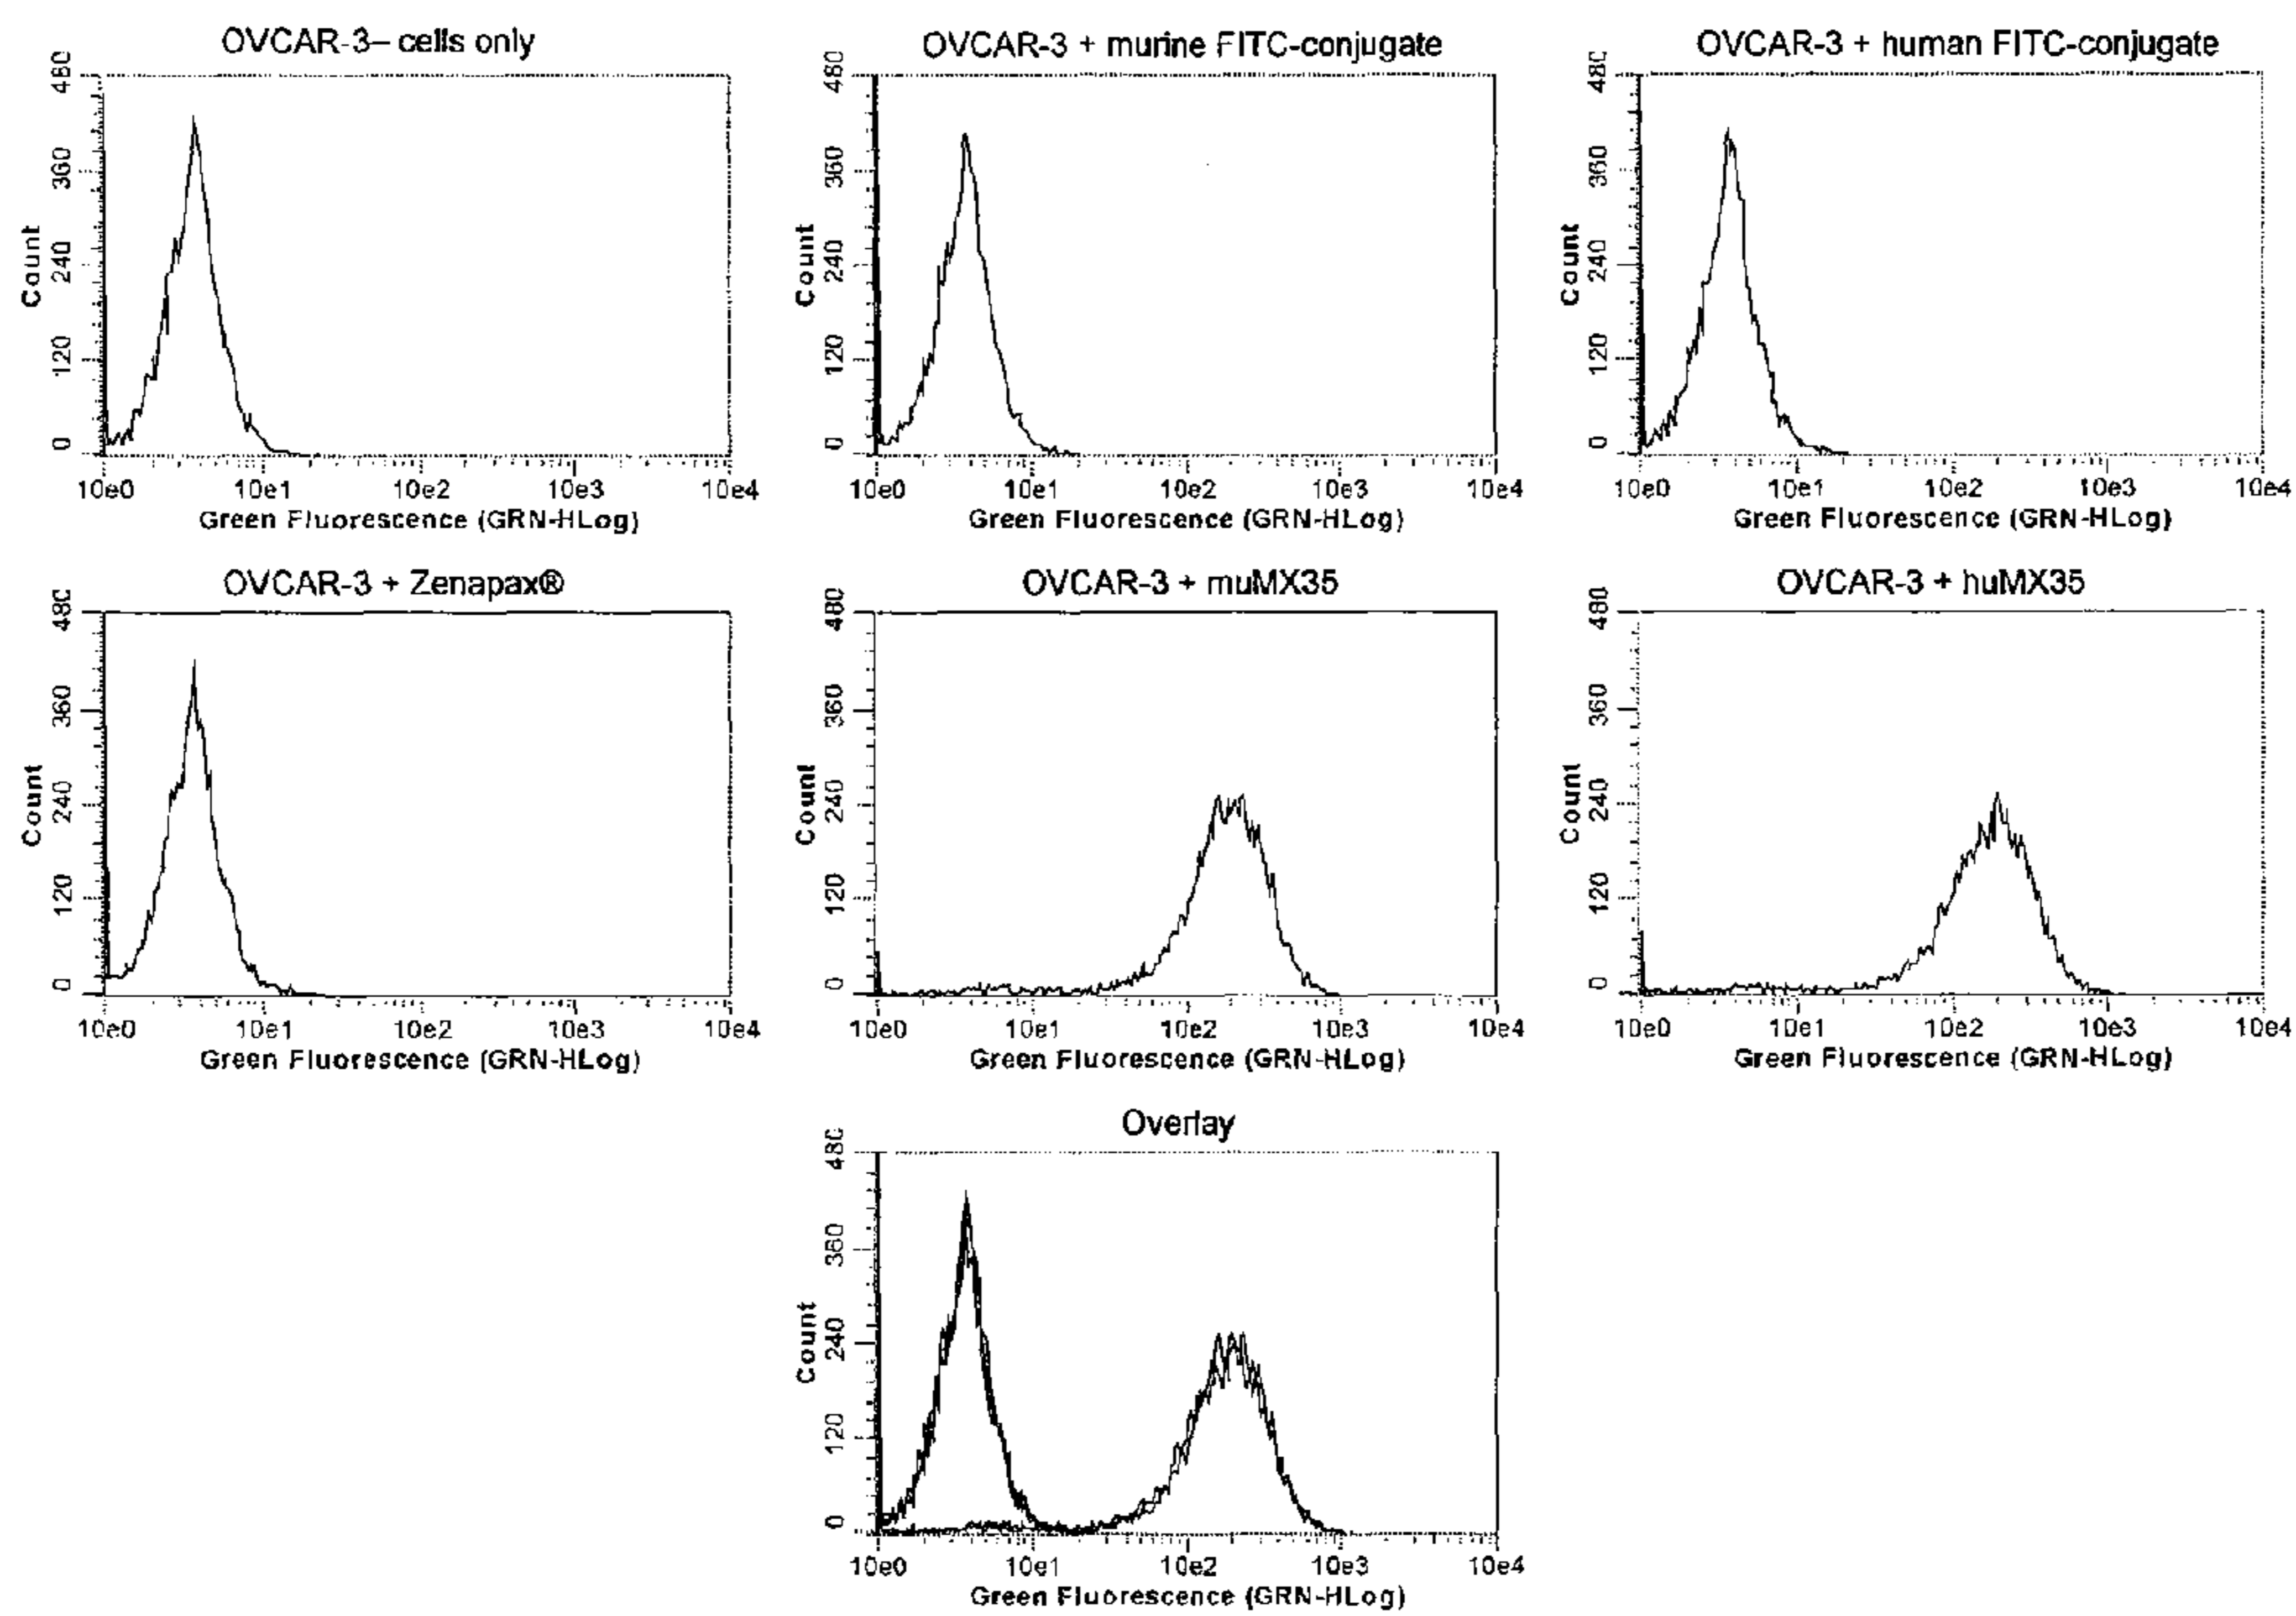 OVCAR-3– cells only
480
360
240
120
0
Count
10e0 10e1 10e2 10e3 10e4
Green Fluorescence (GRN-HLog)
OVCAR-3 + murine FITC-conjugate
480
360
240
120
0
Count
10e0 10e1 10e2 10e3 10e4
Green Fluorescence (GRN-HLog)
OVCAR-3 + human FITC-conjugate
480
360
240
120
0
Count
10e0 10e1 10e2 10e3 10e4
Green Fluorescence (GRN-HLog)
OVCAR-3 + Zenapax®
480
360
240
120
0
Count
10e0 10e1 10e2 10e3 10e4
Green Fluorescence (GRN-HLog)
OVCAR-3 + muMX35
480
360
240
120
0
Count
10e0 10e1 10e2 10e3 10e4
Green Fluorescence (GRN-HLog)
OVCAR-3 + huMX35
480
360
240
120
0
Count
10e0 10e1 10e2 10e3 10e4
Green Fluorescence (GRN-HLog)
Overlay
480
360
240
120
0
Count
10e0 10e1 10e2 10e3 10e4
Green Fluorescence (GRN-HLog)